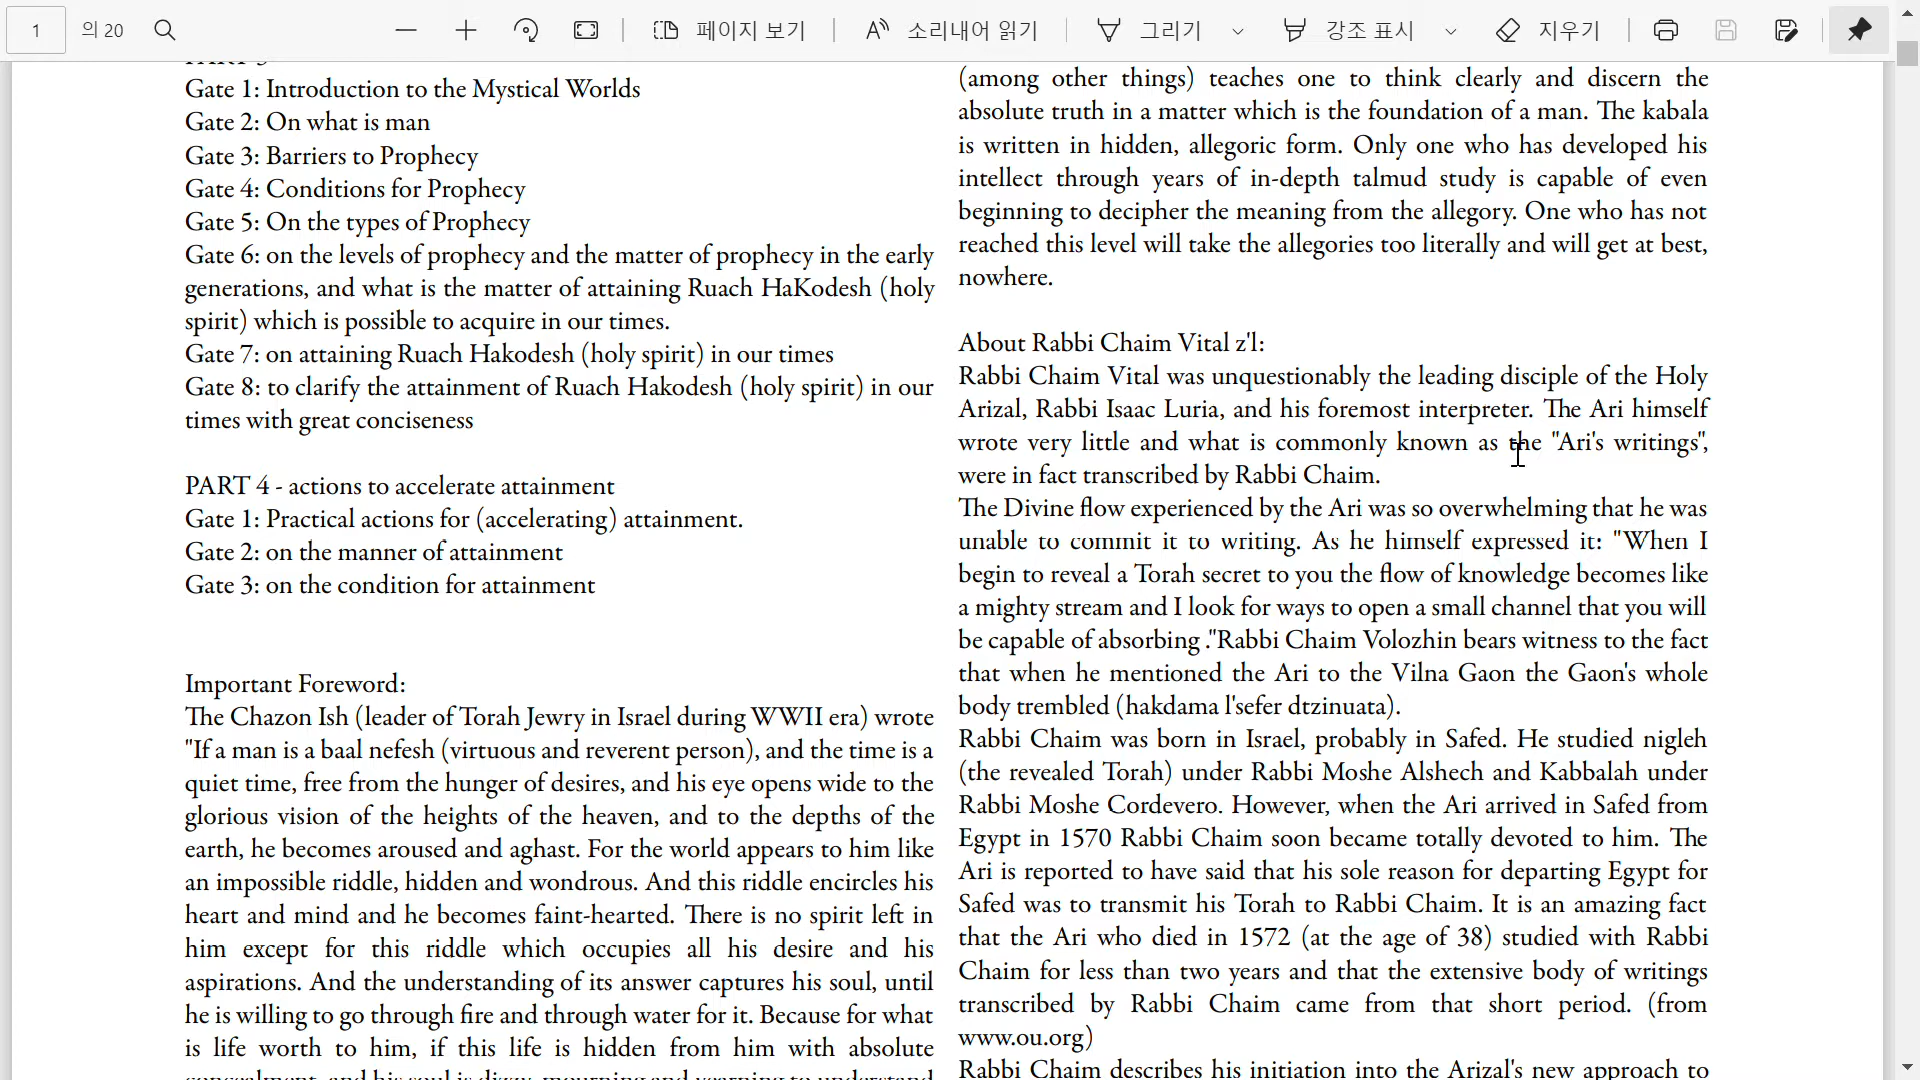 1 의 20 페이지 보기 소리내어 읽기 그리기 강조 표시 지우기
Gate 1: Introduction to the Mystical Worlds
Gate 2: On what is man
Gate 3: Barriers to Prophecy
Gate 4: Conditions for Prophecy
Gate 5: On the types of Prophecy
Gate 6: on the levels of prophecy and the matter of prophecy in the early
generations, and what is the matter of attaining Ruach HaKodesh (holy
spirit) which is possible to acquire in our times.
Gate 7: on attaining Ruach Hakodesh (holy spirit) in our times
Gate 8: to clarify the attainment of Ruach Hakodesh (holy spirit) in our
times with great conciseness
PART 4 - actions to accelerate attainment
Gate 1: Practical actions for (accelerating) attainment.
Gate 2: on the manner of attainment
Gate 3: on the condition for attainment
Important Foreword:
The Chazon Ish (leader of Torah Jewry in Israel during WWII era) wrote
"If a man is a baal nefesh (virtuous and reverent person), and the time is a
quiet time, free from the hunger of desires, and his eye opens wide to the
glorious vision of the heights of the heaven, and to the depths of the
earth, he becomes aroused and aghast. For the world appears to him like
an impossible riddle, hidden and wondrous. And this riddle encircles his
heart and mind and he becomes faint-hearted. There is no spirit left in
him except for this riddle which occupies all his desire and his
aspirations. And the understanding of its answer captures his soul, until
he is willing to go through fire and through water for it. Because for what
is life worth to him, if this life is hidden from him with absolute
concealment, and his soul is dizzy, mourning and yearning to understand
(among other things) teaches one to think clearly and discern the
absolute truth in a matter which is the foundation of a man. The kabala
is written in hidden, allegoric form. Only one who has developed his
intellect through years of in-depth talmud study is capable of even
beginning to decipher the meaning from the allegory. One who has not
reached this level will take the allegories too literally and will get at best,
nowhere.
About Rabbi Chaim Vital z'l:
Rabbi Chaim Vital was unquestionably the leading disciple of the Holy
Arizal, Rabbi Isaac Luria, and his foremost interpreter. The Ari himself
wrote very little and what is commonly known as the "Ari's writings",
were in fact transcribed by Rabbi Chaim.
The Divine flow experienced by the Ari was so overwhelming that he was
unable to commit it to writing. As he himself expressed it: "When I
begin to reveal a Torah secret to you the flow of knowledge becomes like
a mighty stream and I look for ways to open a small channel that you will
be capable of absorbing ."Rabbi Chaim Volozhin bears witness to the fact
that when he mentioned the Ari to the Vilna Gaon the Gaon's whole
body trembled (hakdama l'sefer dtzinuata).
Rabbi Chaim was born in Israel, probably in Safed. He studied nigleh
(the revealed Torah) under Rabbi Moshe Alshech and Kabbalah under
Rabbi Moshe Cordevero. However, when the Ari arrived in Safed from
Egypt in 1570 Rabbi Chaim soon became totally devoted to him. The
Ari is reported to have said that his sole reason for departing Egypt for
Safed was to transmit his Torah to Rabbi Chaim. It is an amazing fact
that the Ari who died in 1572 (at the age of 38) studied with Rabbi
Chaim for less than two years and that the extensive body of writings
transcribed by Rabbi Chaim came from that short period. (from
www.ou.org)
Rabbi Chaim describes his initiation into the Arizal's new approach to